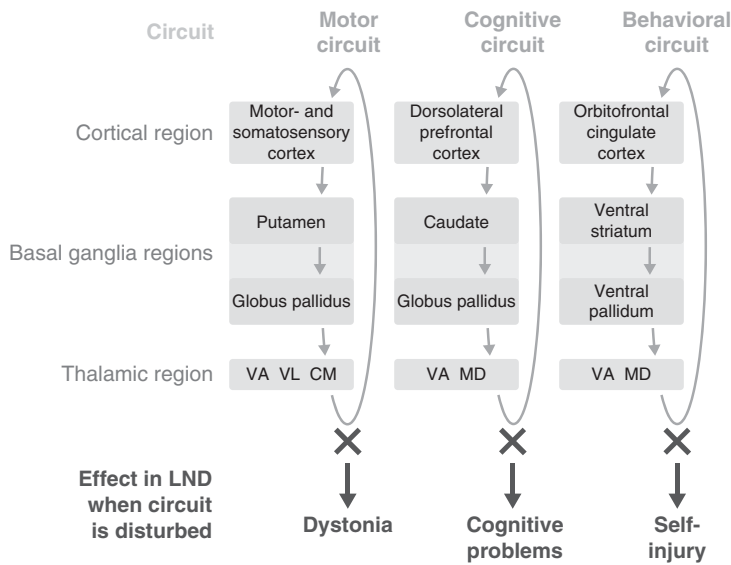 Circuit
Motor
circuit
Cognitive
circuit
Behavioral
circuit
Cortical region
Motor- and
somatosensory
cortex
Dorsolateral
prefrontal
cortex
Orbitofrontal
cingulate
cortex
Basal ganglia regions
Putamen
Globus pallidus
Caudate
Globus pallidus
Ventral
striatum
Ventral
pallidum
Thalamic region
VA VL CM
VA MD
VA MD
Effect in LND
when circuit
is disturbed
Dystonia
Cognitive
problems
Self-
injury